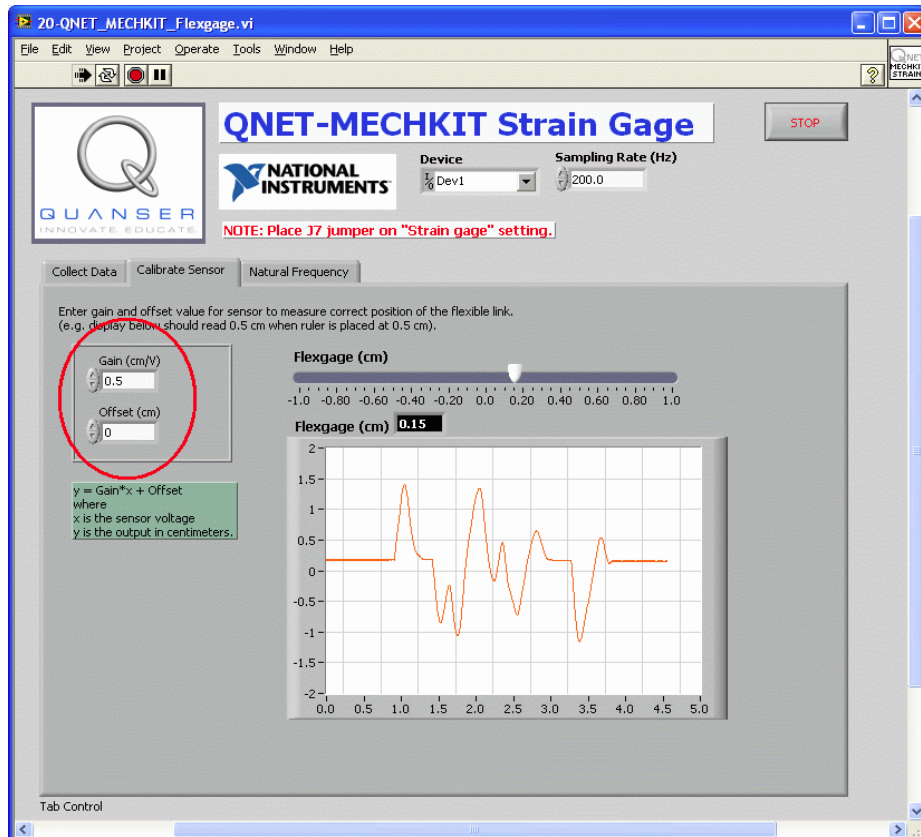 20-QNET_MECHKIT_Flexgage.vi
File Edit View Project Operate Tools Window Help
QNET
MECHKIT
STRAIN
QUANSER
INNOVATE. EDUCATE.
QNET-MECHKIT Strain Gage
STOP
NATIONAL
INSTRUMENTS
Device
Dev1
Sampling Rate (Hz)
200.0
NOTE: Place J7 jumper on "Strain gage" setting.
Collect Data Calibrate Sensor Natural Frequency
Enter gain and offset value for sensor to measure correct position of the flexible link.
(e.g. display below should read 0.5 cm when ruler is placed at 0.5 cm).
Gain (cm/V)
0.5
Offset (cm)
0
y = Gain*x + Offset
where
x is the sensor voltage
y is the output in centimeters.
Flexgage (cm)
-1.0 -0.80 -0.60 -0.40 -0.20 0.0 0.20 0.40 0.60 0.80 1.0
Flexgage (cm) 0.15
2
1.5
1
0.5
0
-0.5
-1
-1.5
-2
0.0 0.5 1.0 1.5 2.0 2.5 3.0 3.5 4.0 4.5 5.0
Tab Control